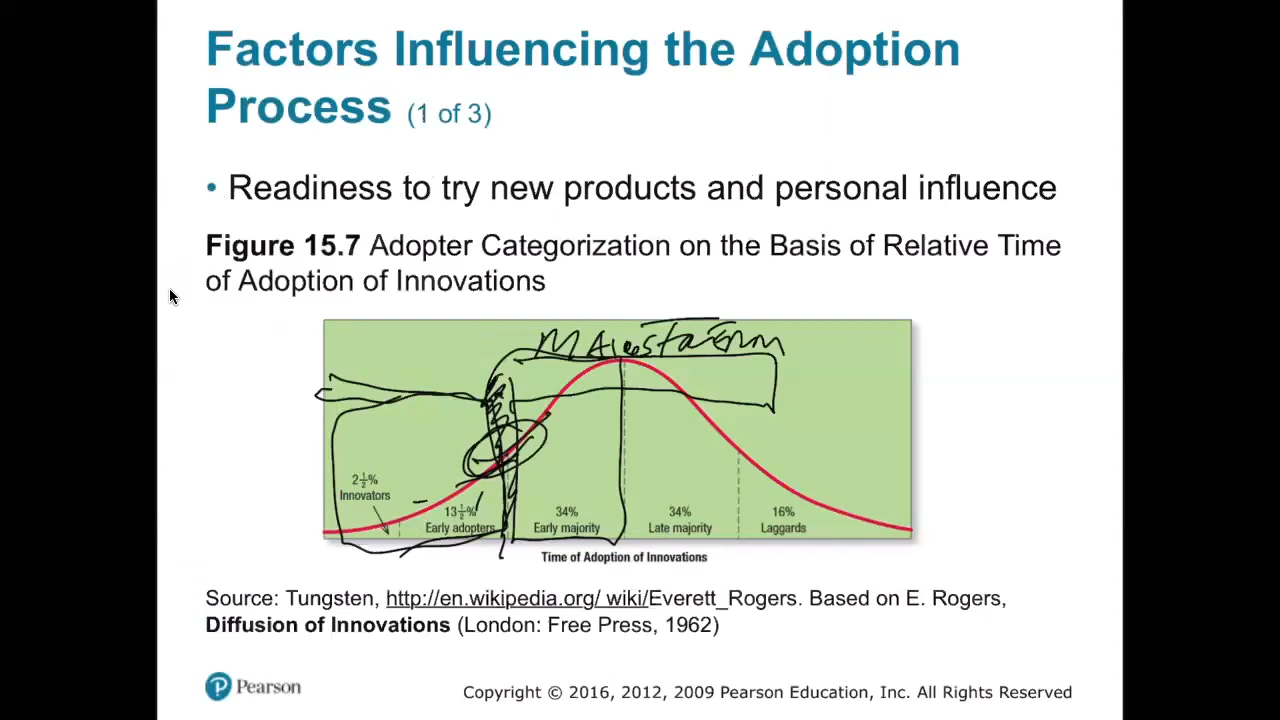 Factors Influencing the Adoption
Process (1 of 3)
• Readiness to try new products and personal influence
Figure 15.7 Adopter Categorization on the Basis of Relative Time
of Adoption of Innovations
2½%
Innovators
13½%
Early adopters
34%
Early majority
34%
Late majority
16%
Laggards
Time of Adoption of Innovations
Source: Tungsten, http://en.wikipedia.org/ wiki/Everett_Rogers. Based on E. Rogers,
Diffusion of Innovations (London: Free Press, 1962)
Pearson
Copyright © 2016, 2012, 2009 Pearson Education, Inc. All Rights Reserved